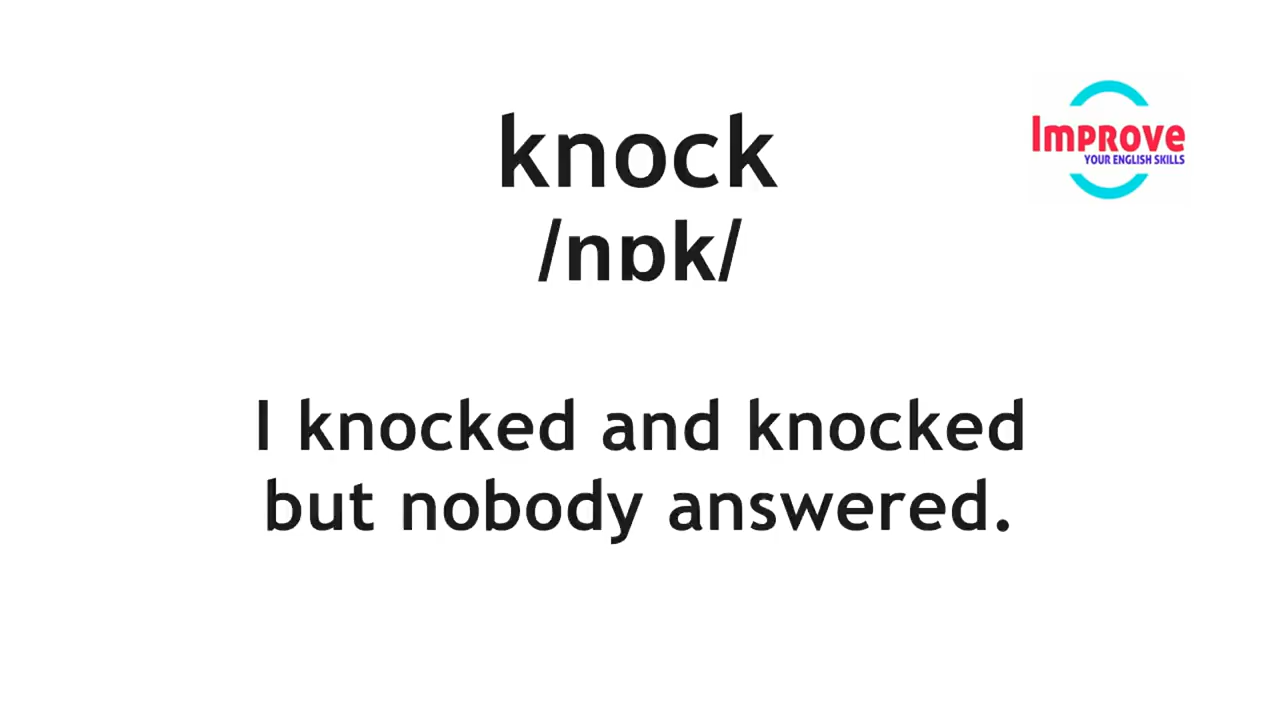 knock
/nɒk/
Improve
YOUR ENGLISH SKILLS
I knocked and knocked
but nobody answered.